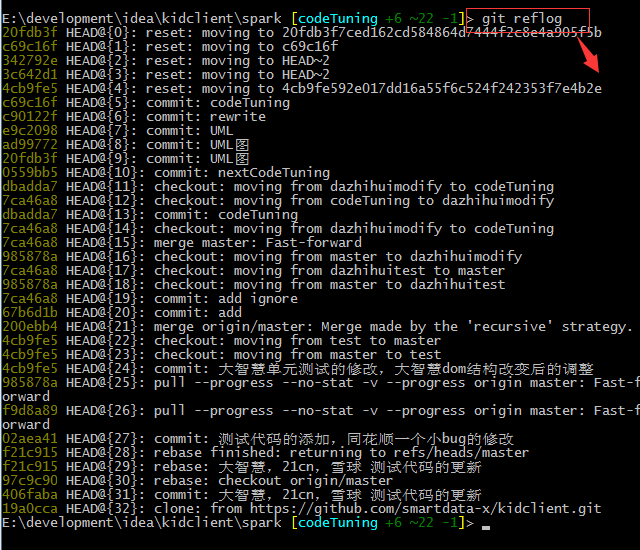 E:\development\idea\kidclient\spark [codeTuning +6 ~22 -1]> git reflog
20fdb3f HEAD@{0}: reset: moving to 20fdb3f7ced162cd584864d7444f2c8e4a905f5b
c69c16f HEAD@{1}: reset: moving to c69c16f
342792e HEAD@{2}: reset: moving to HEAD~2
3c642d1 HEAD@{3}: reset: moving to HEAD~2
4cb9fe5 HEAD@{4}: reset: moving to 4cb9fe592e017dd16a55f6c524f242353f7e4b2e
c69c16f HEAD@{5}: commit: codeTuning
c90122f HEAD@{6}: commit: rewrite
e9c2098 HEAD@{7}: commit: UML
ad99772 HEAD@{8}: commit: UML图
20fdb3f HEAD@{9}: commit: UML图
0559bb5 HEAD@{10}: commit: nextCodeTuning
dbadda7 HEAD@{11}: checkout: moving from dazhihuimodify to codeTuning
7ca46a8 HEAD@{12}: checkout: moving from codeTuning to dazhihuimodify
dbadda7 HEAD@{13}: commit: codeTuning
7ca46a8 HEAD@{14}: checkout: moving from dazhihuimodify to codeTuning
7ca46a8 HEAD@{15}: merge master: Fast-forward
985878a HEAD@{16}: checkout: moving from master to dazhihuimodify
7ca46a8 HEAD@{17}: checkout: moving from dazhihuitest to master
985878a HEAD@{18}: checkout: moving from master to dazhihuitest
7ca46a8 HEAD@{19}: commit: add ignore
67b6d1b HEAD@{20}: commit: add
200ebb4 HEAD@{21}: merge origin/master: Merge made by the 'recursive' strategy.
4cb9fe5 HEAD@{22}: checkout: moving from test to master
4cb9fe5 HEAD@{23}: checkout: moving from master to test
4cb9fe5 HEAD@{24}: commit: 大智慧单元测试的修改，大智慧dom结构改变后的调整
985878a HEAD@{25}: pull --progress --no-stat -v --progress origin master: Fast-f
orward
f9d8a89 HEAD@{26}: pull --progress --no-stat -v --progress origin master: Fast-f
orward
02aea41 HEAD@{27}: commit: 测试代码的添加，同花顺一个小bug的修改
f21c915 HEAD@{28}: rebase finished: returning to refs/heads/master
f21c915 HEAD@{29}: rebase: 大智慧，21cn，雪球 测试代码的更新
97c9c90 HEAD@{30}: rebase: checkout origin/master
406faba HEAD@{31}: commit: 大智慧，21cn，雪球 测试代码的更新
19a0cca HEAD@{32}: clone: from https://github.com/smartdata-x/kidclient.git
E:\development\idea\kidclient\spark [codeTuning +6 ~22 -1]>